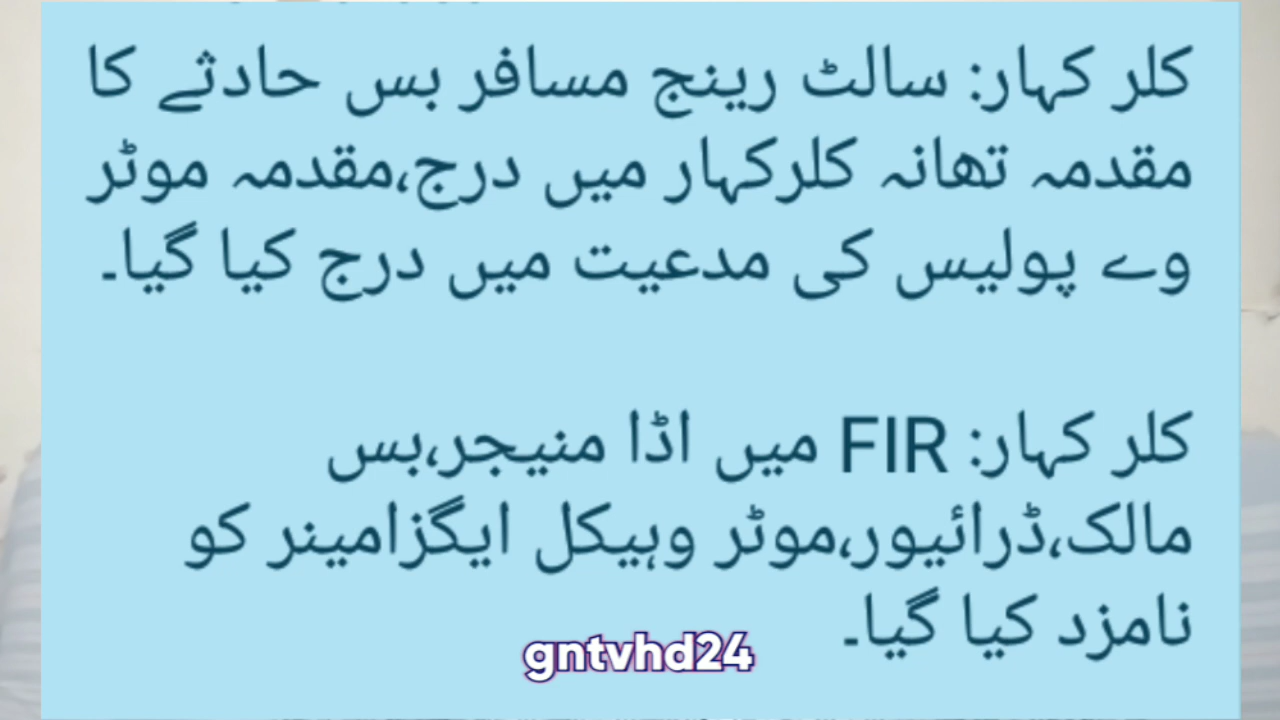 کلر کہار: سالٹ رینج مسافر بس حادثے کا
مقدمہ تھانہ کلرکہار میں درج،مقدمہ موٹر
وے پولیس کی مدعیت میں درج کیا گیا۔
کلر کہار: FIR میں اڈا منیجر،بس
مالک،ڈرائیور،موٹر وہیکل ایگزامینر کو
نامزد کیا گیا۔
gntvhd24